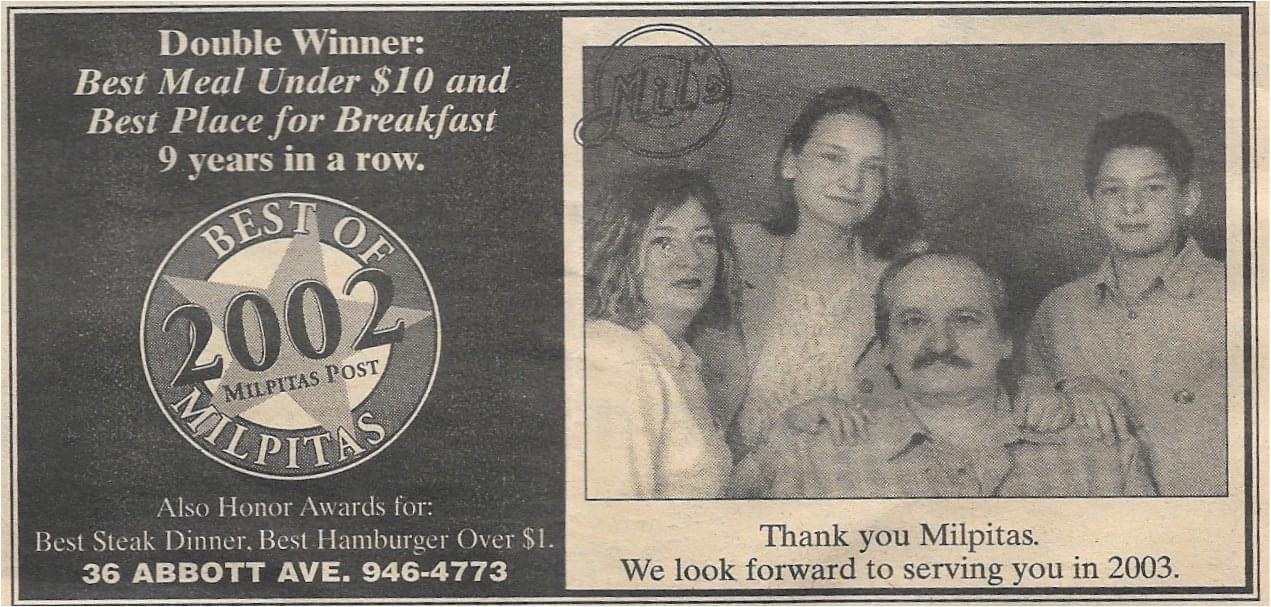 Double Winner:
Best Meal Under $10 and
Best Place for Breakfast
9 years in a row.
BEST OF
2002
MILPITAS POST
MILPITAS
Also Honor Awards for:
Best Steak Dinner, Best Hamburger Over $1.
36 ABBOTT AVE. 946-4773
Mil's
Thank you Milpitas.
We look forward to serving you in 2003.